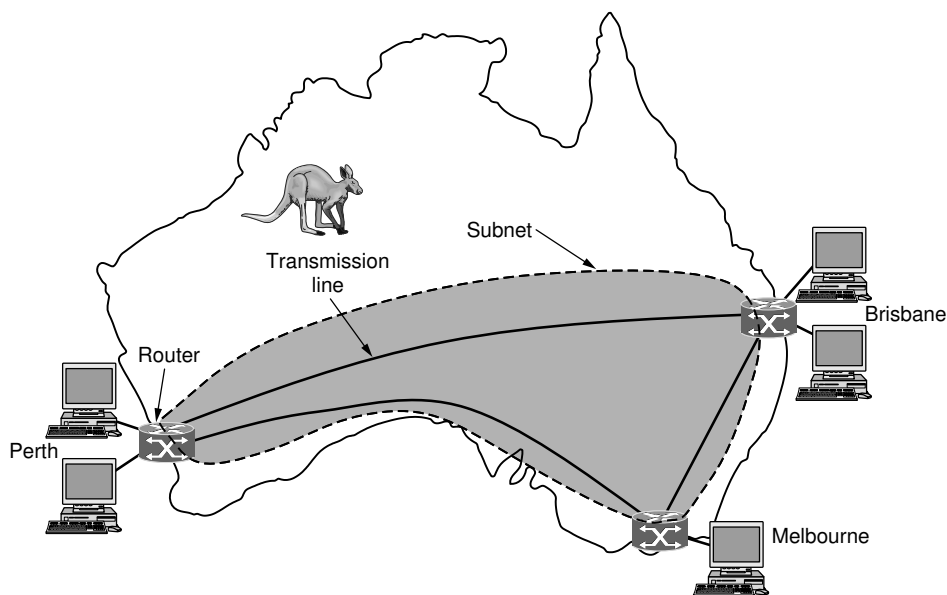 Subnet
Transmission
line
Brisbane
Router
Perth
Melbourne